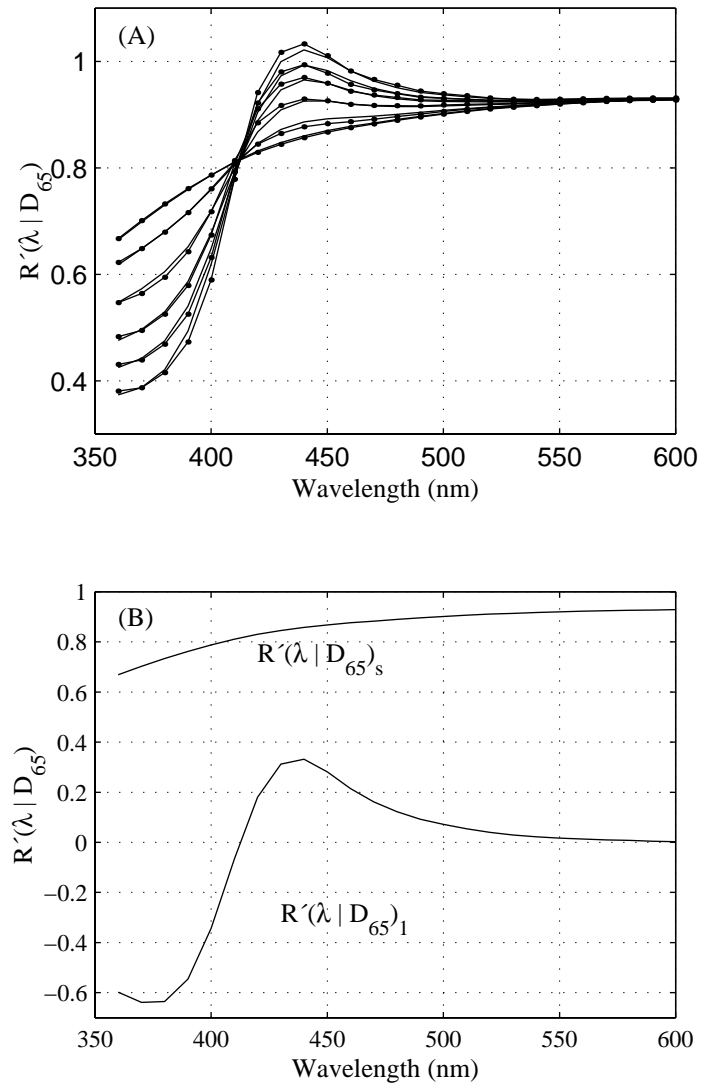 (A)
1
0.8
0.6
0.4
R´(λ | D65)
350 400 450 500 550 600
Wavelength (nm)
(B)
1
0.8
0.6
0.4
0.2
0
−0.2
−0.4
−0.6
R´(λ | D65)
R´(λ | D65)s
R´(λ | D65)1
350 400 450 500 550 600
Wavelength (nm)